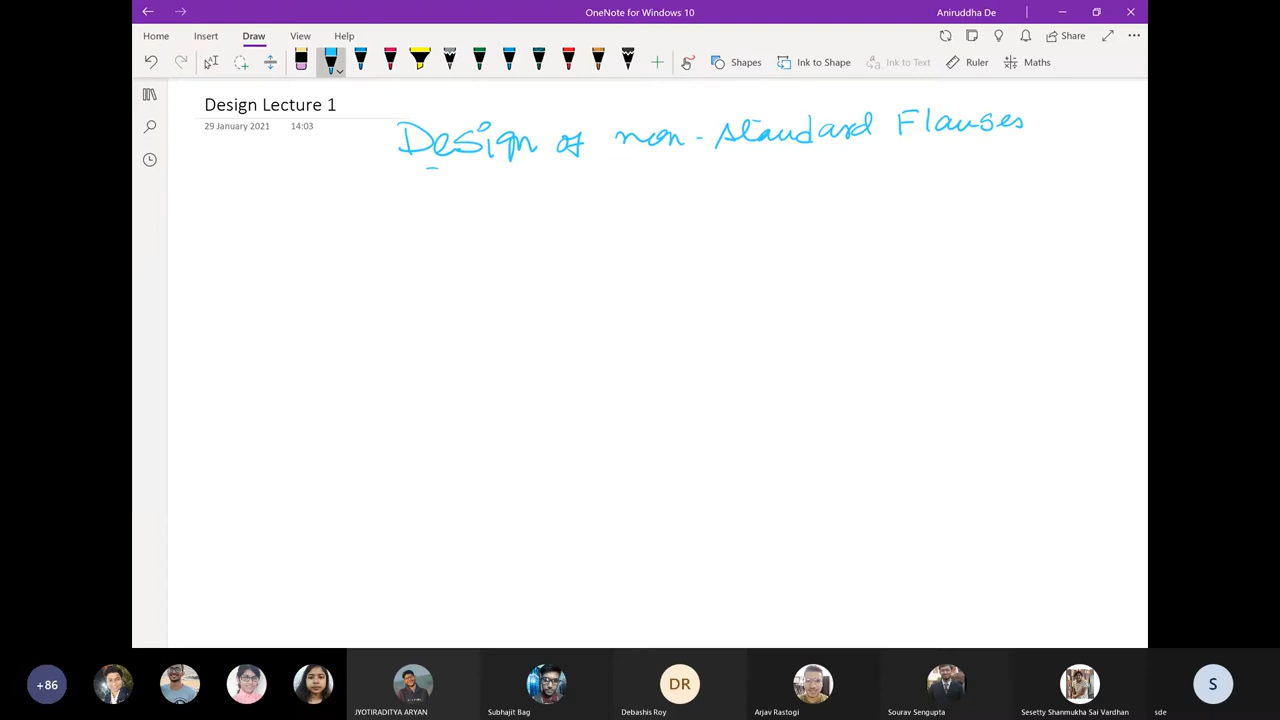 OneNote for Windows 10
Aniruddha De
Home Insert Draw View Help
Share
Shapes Ink to Shape Ink to Text Ruler Maths
Design Lecture 1
29 January 2021 14:03
Design of non-standard Flanges
+86
DR
S
JYOTIRADITYA ARYAN
Subhajit Bag
Debashis Roy
Arjav Rastogi
Sourav Sengupta
Sesetty Shanmukha Sai Vardhan
sde